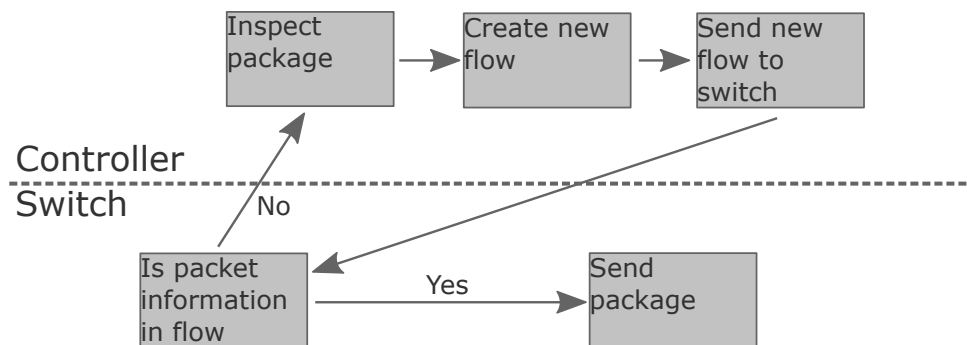 Inspect
package
Create new
flow
Send new
flow to
switch
Controller
Switch
No
Is packet
information
in flow
Yes
Send
package